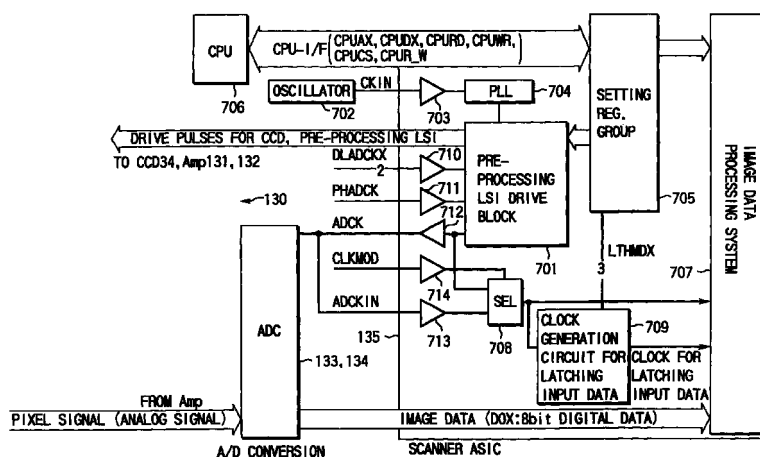 CPU
706
CPU-I/F (CPUAX, CPUDX, CPURD, CPUWR, CPUCS, CPUR_W)
OSCILLATOR
702
CKIN
703
PLL
704
SETTING
REG.
GROUP
705
DRIVE PULSES FOR CCD, PRE-PROCESSING LSI
TO CCD34, Amp131, 132
DLADCKX
2
710
PHADCK
711
PRE-
PROCESSING
LSI DRIVE
BLOCK
701
130
ADCK
712
CLKMOD
714
ADCKIN
713
SEL
708
LTHMDX
3
707
IMAGE DATA
PROCESSING SYSTEM
ADC
133, 134
135
709
CLOCK
GENERATION
CIRCUIT FOR
LATCHING
INPUT DATA
CLOCK FOR
LATCHING
INPUT DATA
FROM Amp
PIXEL SIGNAL (ANALOG SIGNAL)
IMAGE DATA (DOX:8bit DIGITAL DATA)
A/D CONVERSION
SCANNER ASIC